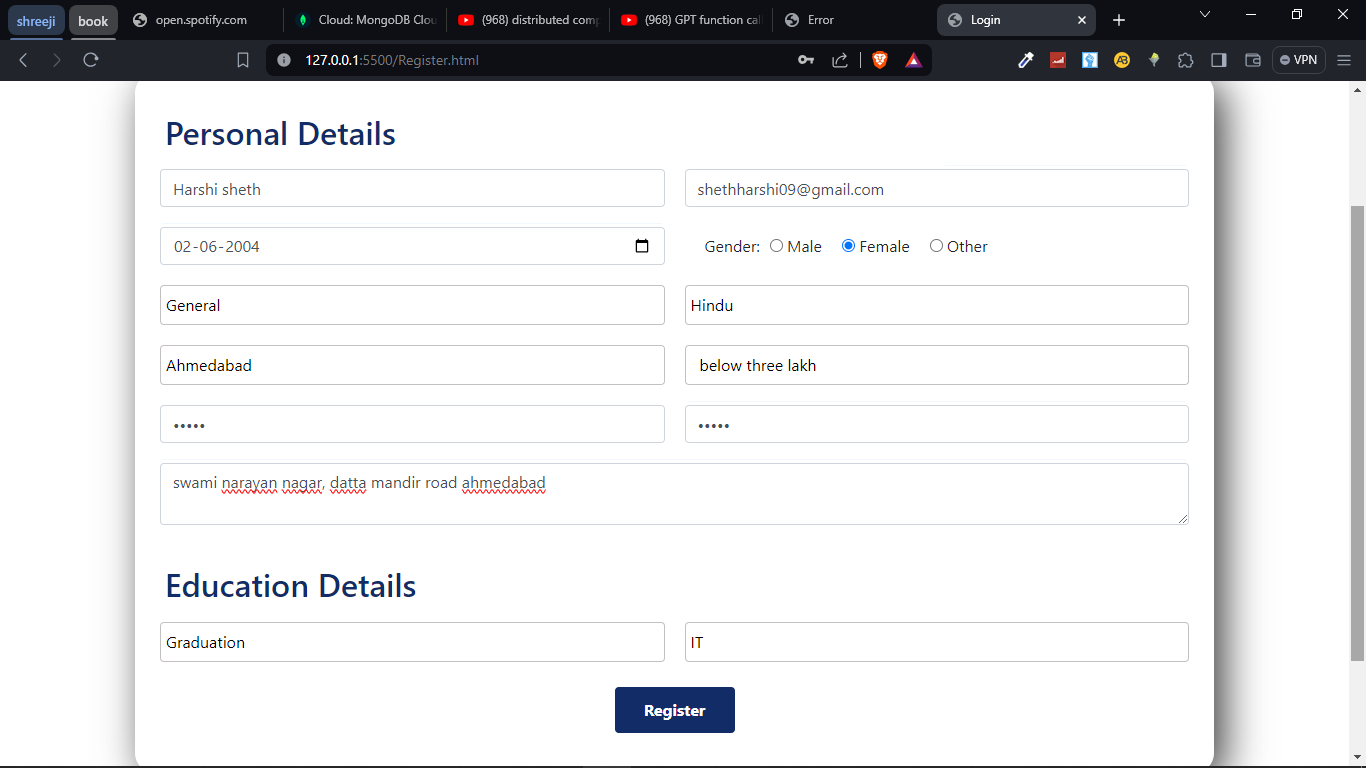 shreeji book open.spotify.com Cloud: MongoDB Clou (968) distributed comp (968) GPT function cal Error Login
127.0.0.1:5500/Register.html VPN
Personal Details
Harshi sheth shethharshi09@gmail.com
02-06-2004 Gender: Male Female Other
General Hindu
Ahmedabad below three lakh
••••• •••••
swami narayan nagar, datta mandir road ahmedabad
Education Details
Graduation IT
Register